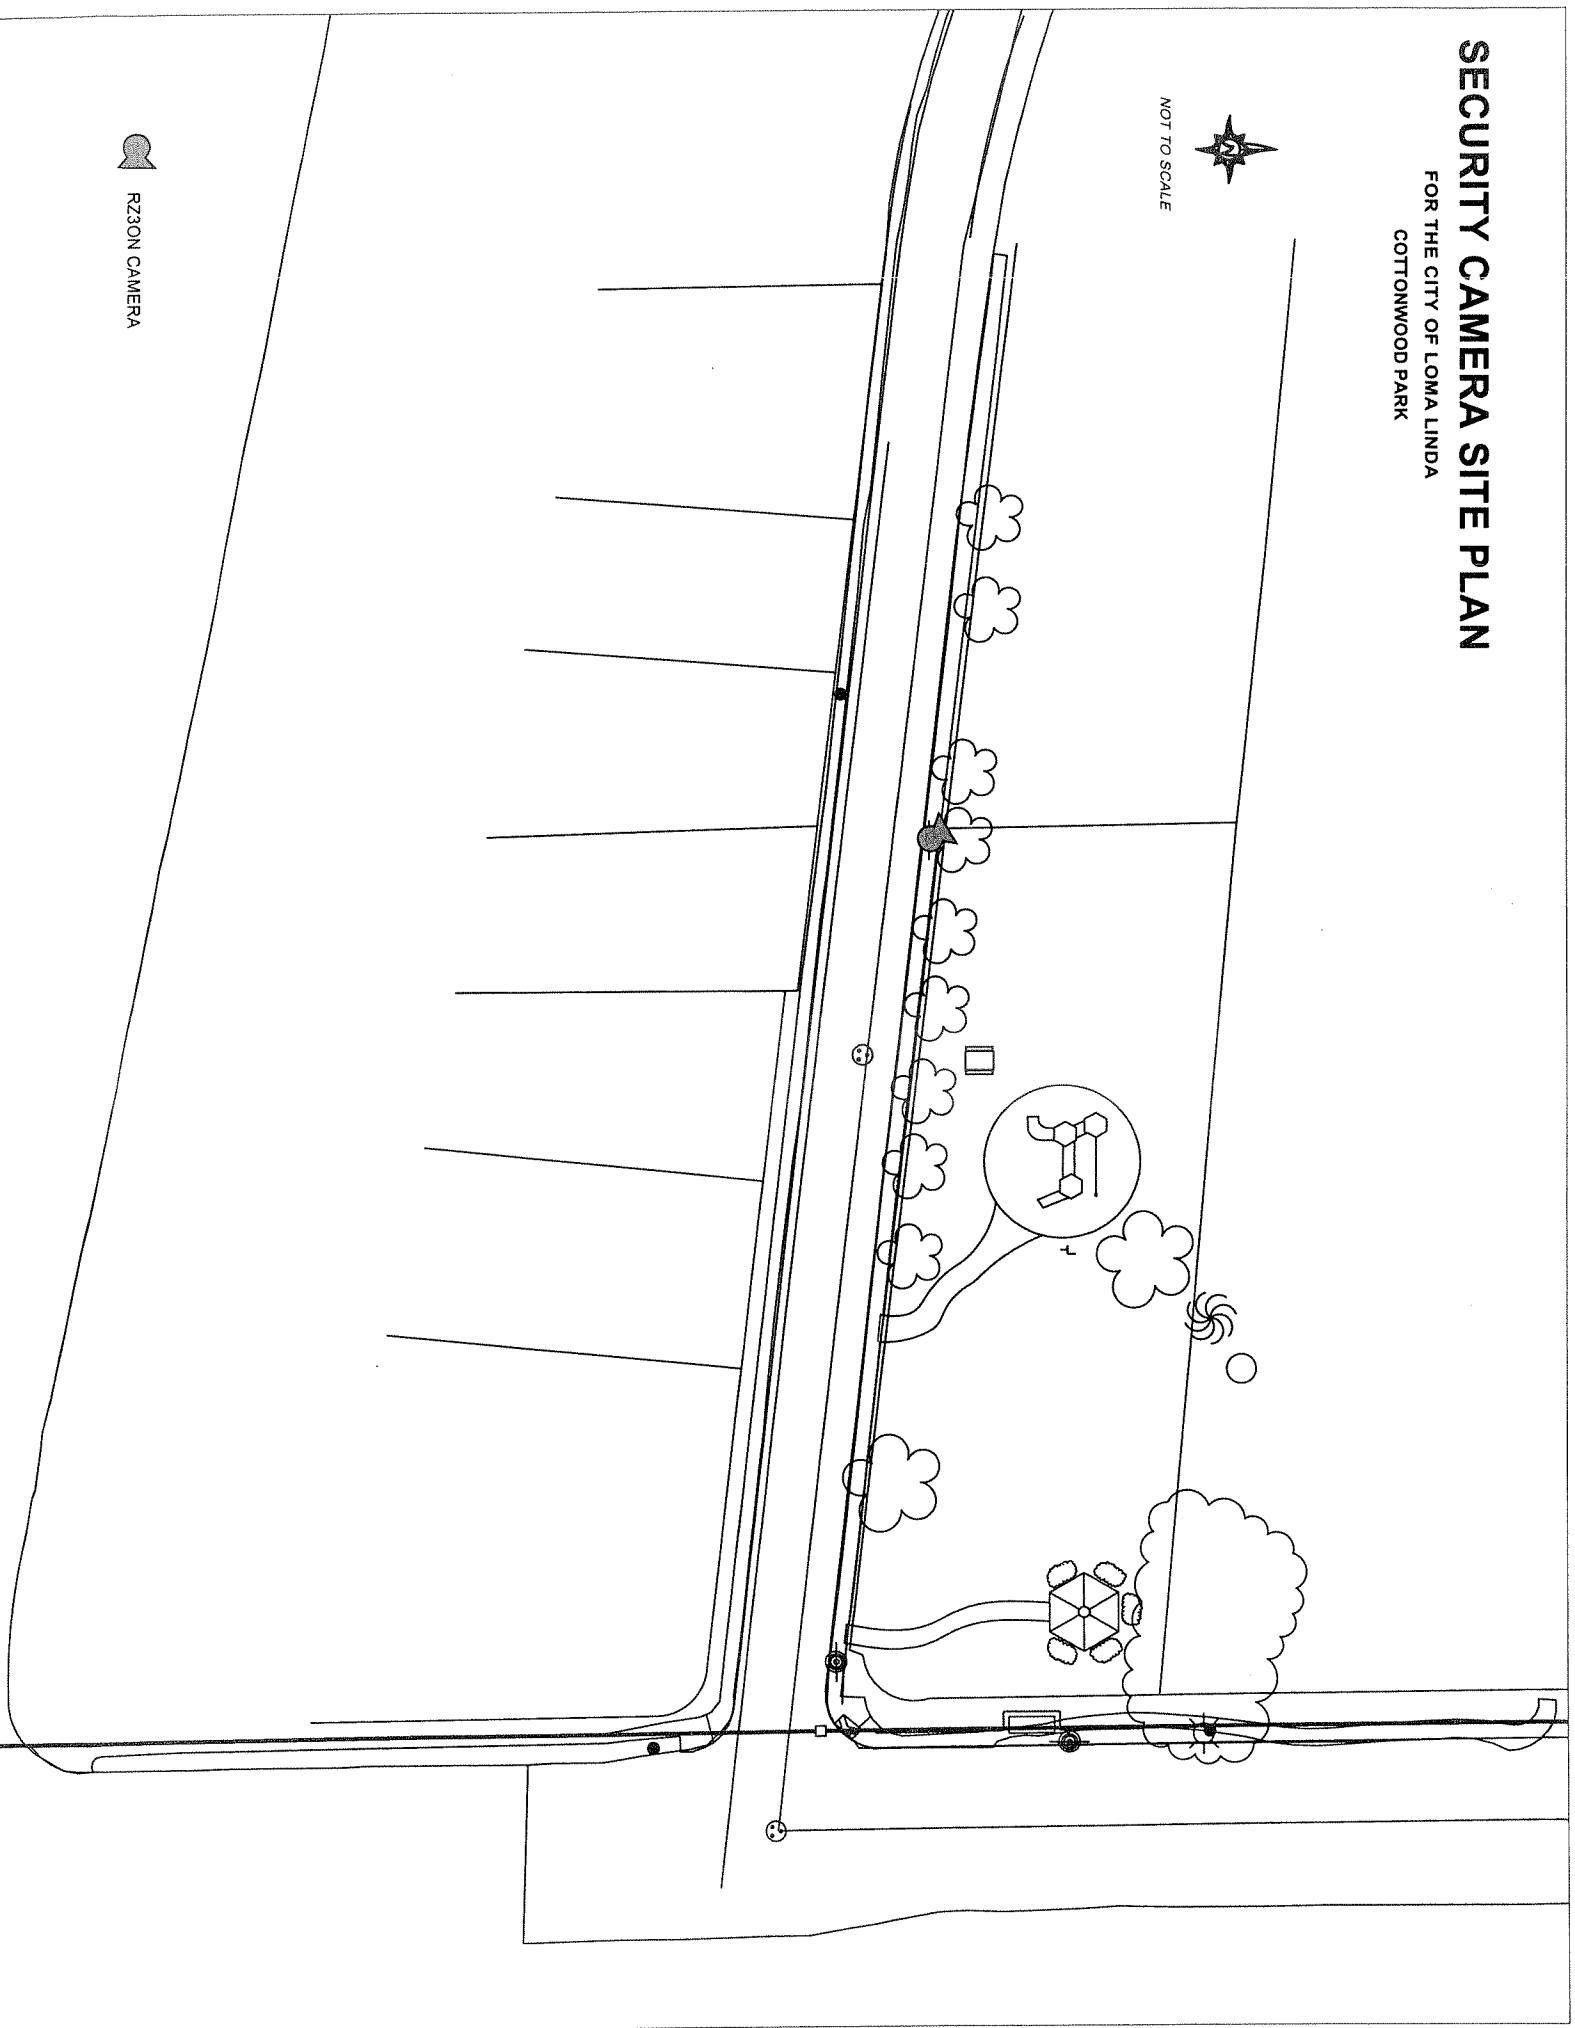 SECURITY CAMERA SITE PLAN
FOR THE CITY OF LOMA LINDA
COTTONWOOD PARK
NOT TO SCALE
RZ3ON CAMERA